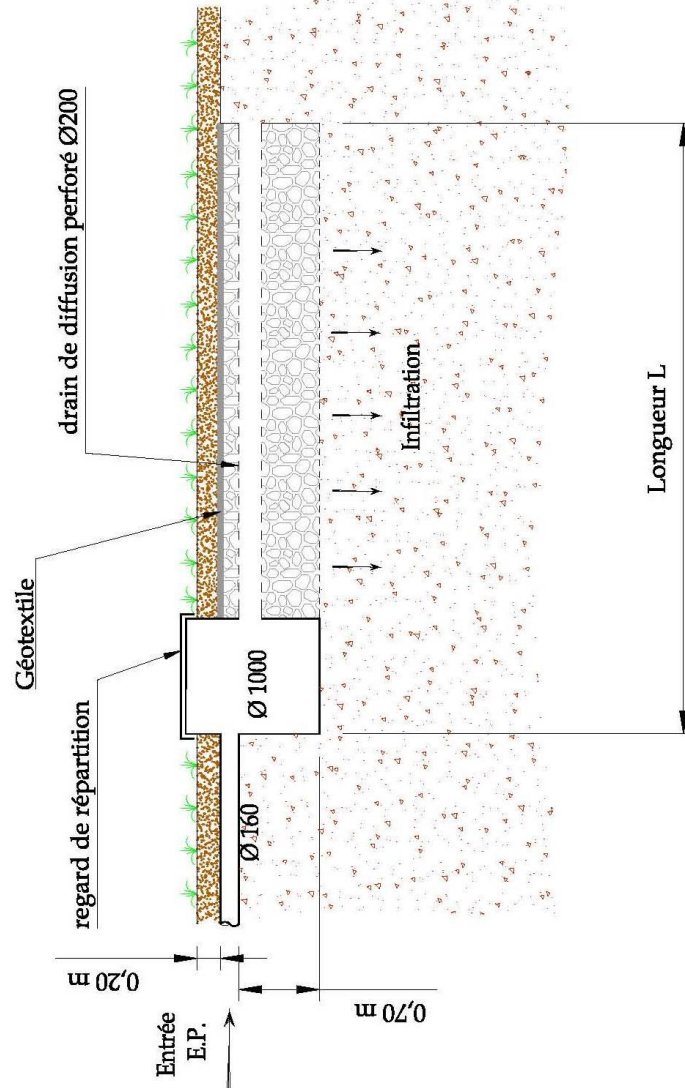 drain de diffusion perforé Ø200
Géotextile
regard de répartition
Ø 1000
Ø 160
0,20 m
Entrée
E.P.
0,70 m
Infiltration
Longueur L